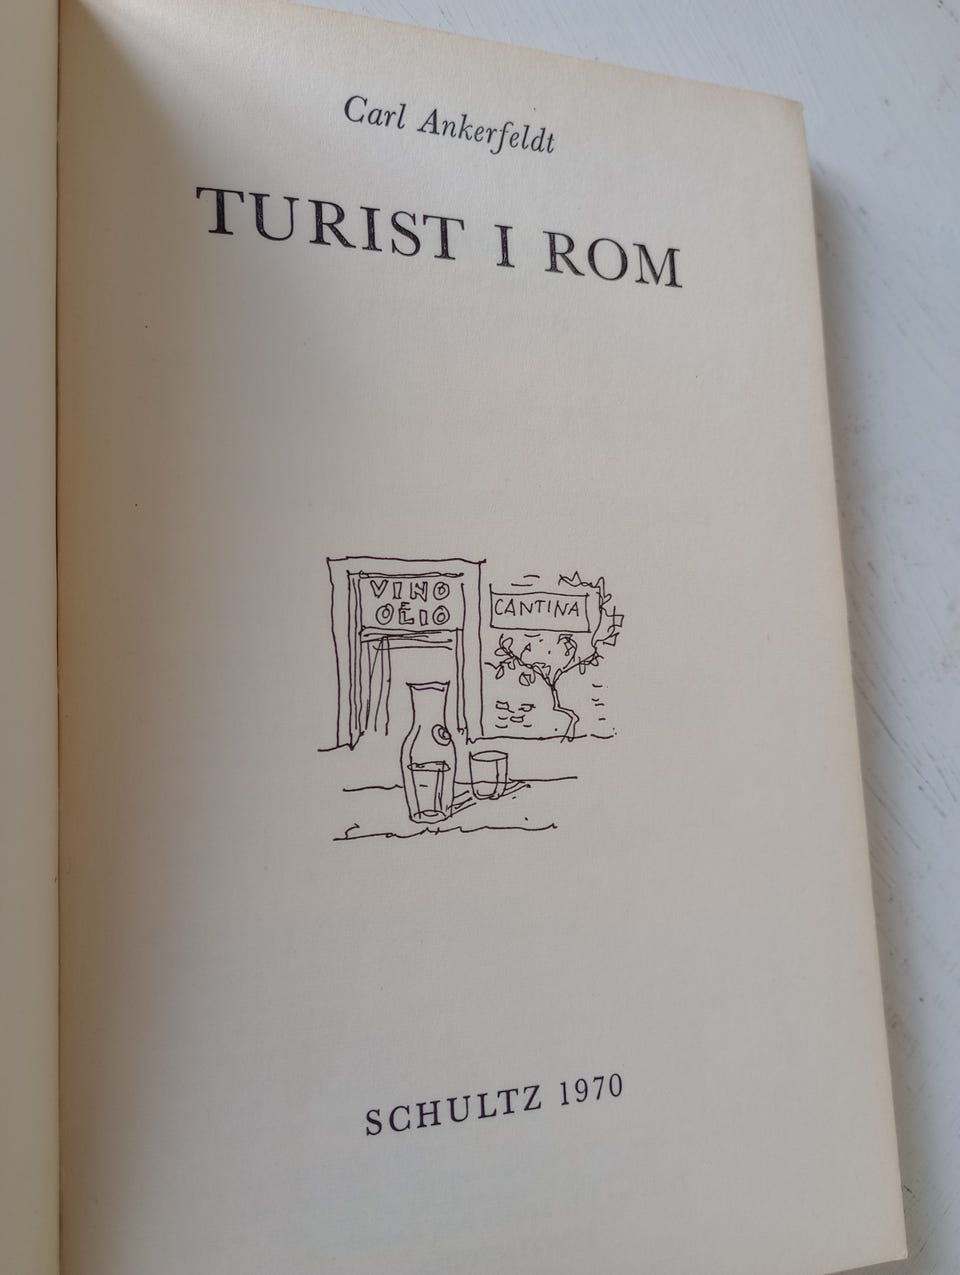 Carl Ankerfeldt
TURIST I ROM
VINO
OLIO
CANTINA
SCHULTZ 1970